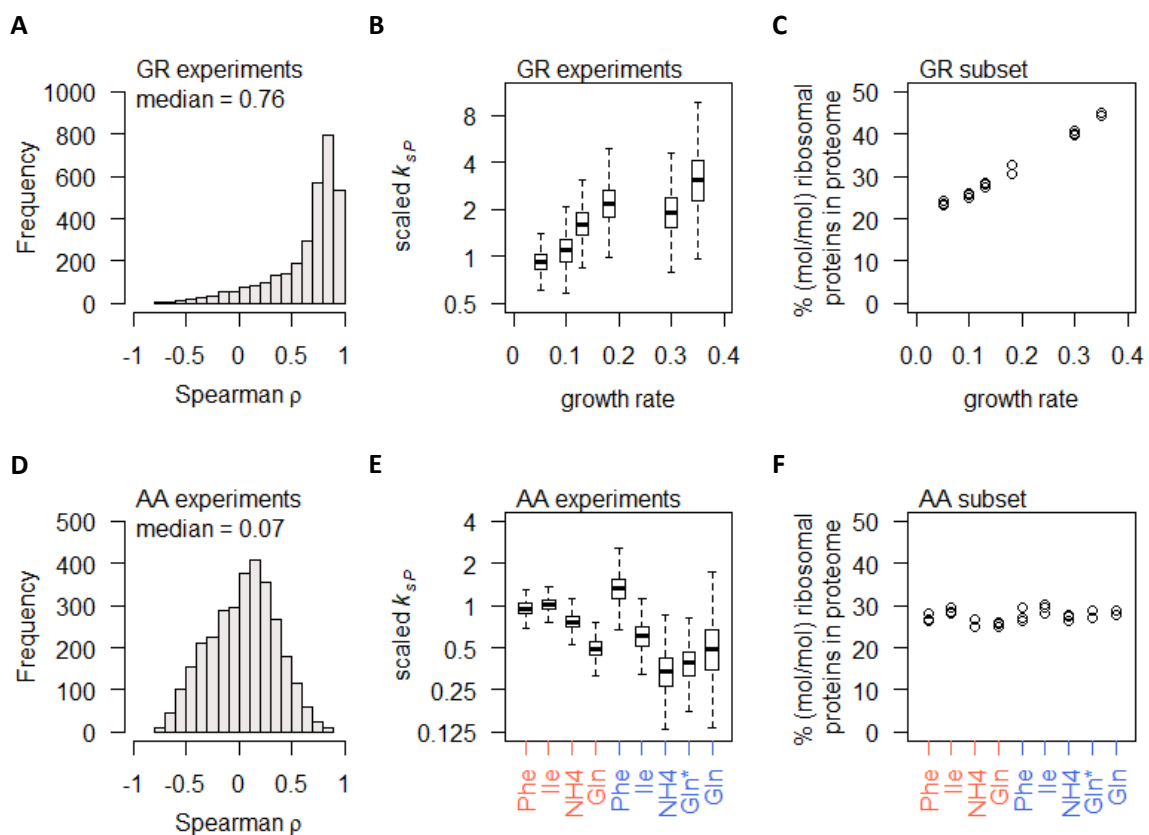 A
GR experiments
median = 0.76
1000
800
600
400
200
0
Frequency
-1 -0.5 0 0.5 1
Spearman ρ
B
GR experiments
8
4
2
1
0.5
scaled ksP
0 0.1 0.2 0.3 0.4
growth rate
C
GR subset
50
40
30
20
10
0
% (mol/mol) ribosomal
proteins in proteome
0.0 0.1 0.2 0.3 0.4
growth rate
D
AA experiments
median = 0.07
500
400
300
200
100
0
Frequency
-1 -0.5 0 0.5 1
Spearman ρ
E
AA experiments
4
2
1
0.5
0.25
0.125
scaled ksP
Phe
Ile
NH4
Gln
Phe
Ile
NH4
Gln*
Gln
F
AA subset
50
40
30
20
10
0
% (mol/mol) ribosomal
proteins in proteome
Phe
Ile
NH4
Gln
Phe
Ile
NH4
Gln*
Gln